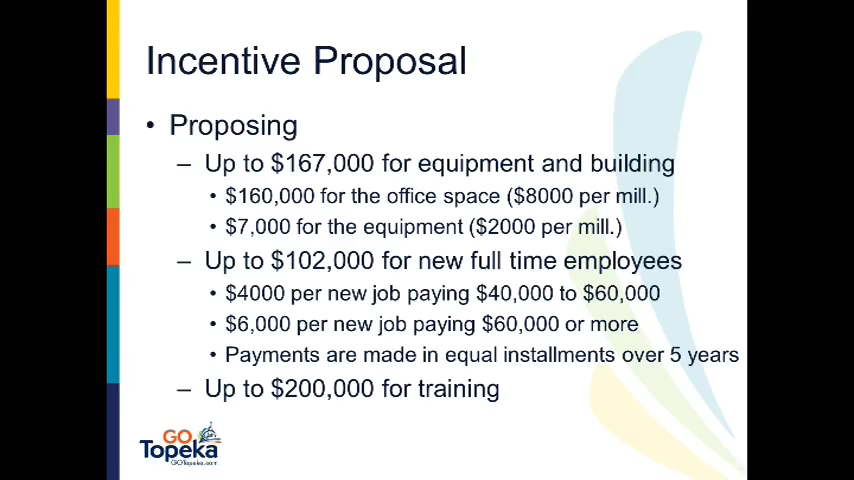 Incentive Proposal
• Proposing
– Up to $167,000 for equipment and building
• $160,000 for the office space ($8000 per mill.)
• $7,000 for the equipment ($2000 per mill.)
– Up to $102,000 for new full time employees
• $4000 per new job paying $40,000 to $60,000
• $6,000 per new job paying $60,000 or more
• Payments are made in equal installments over 5 years
– Up to $200,000 for training
GO
Topeka
GOTopeka.com